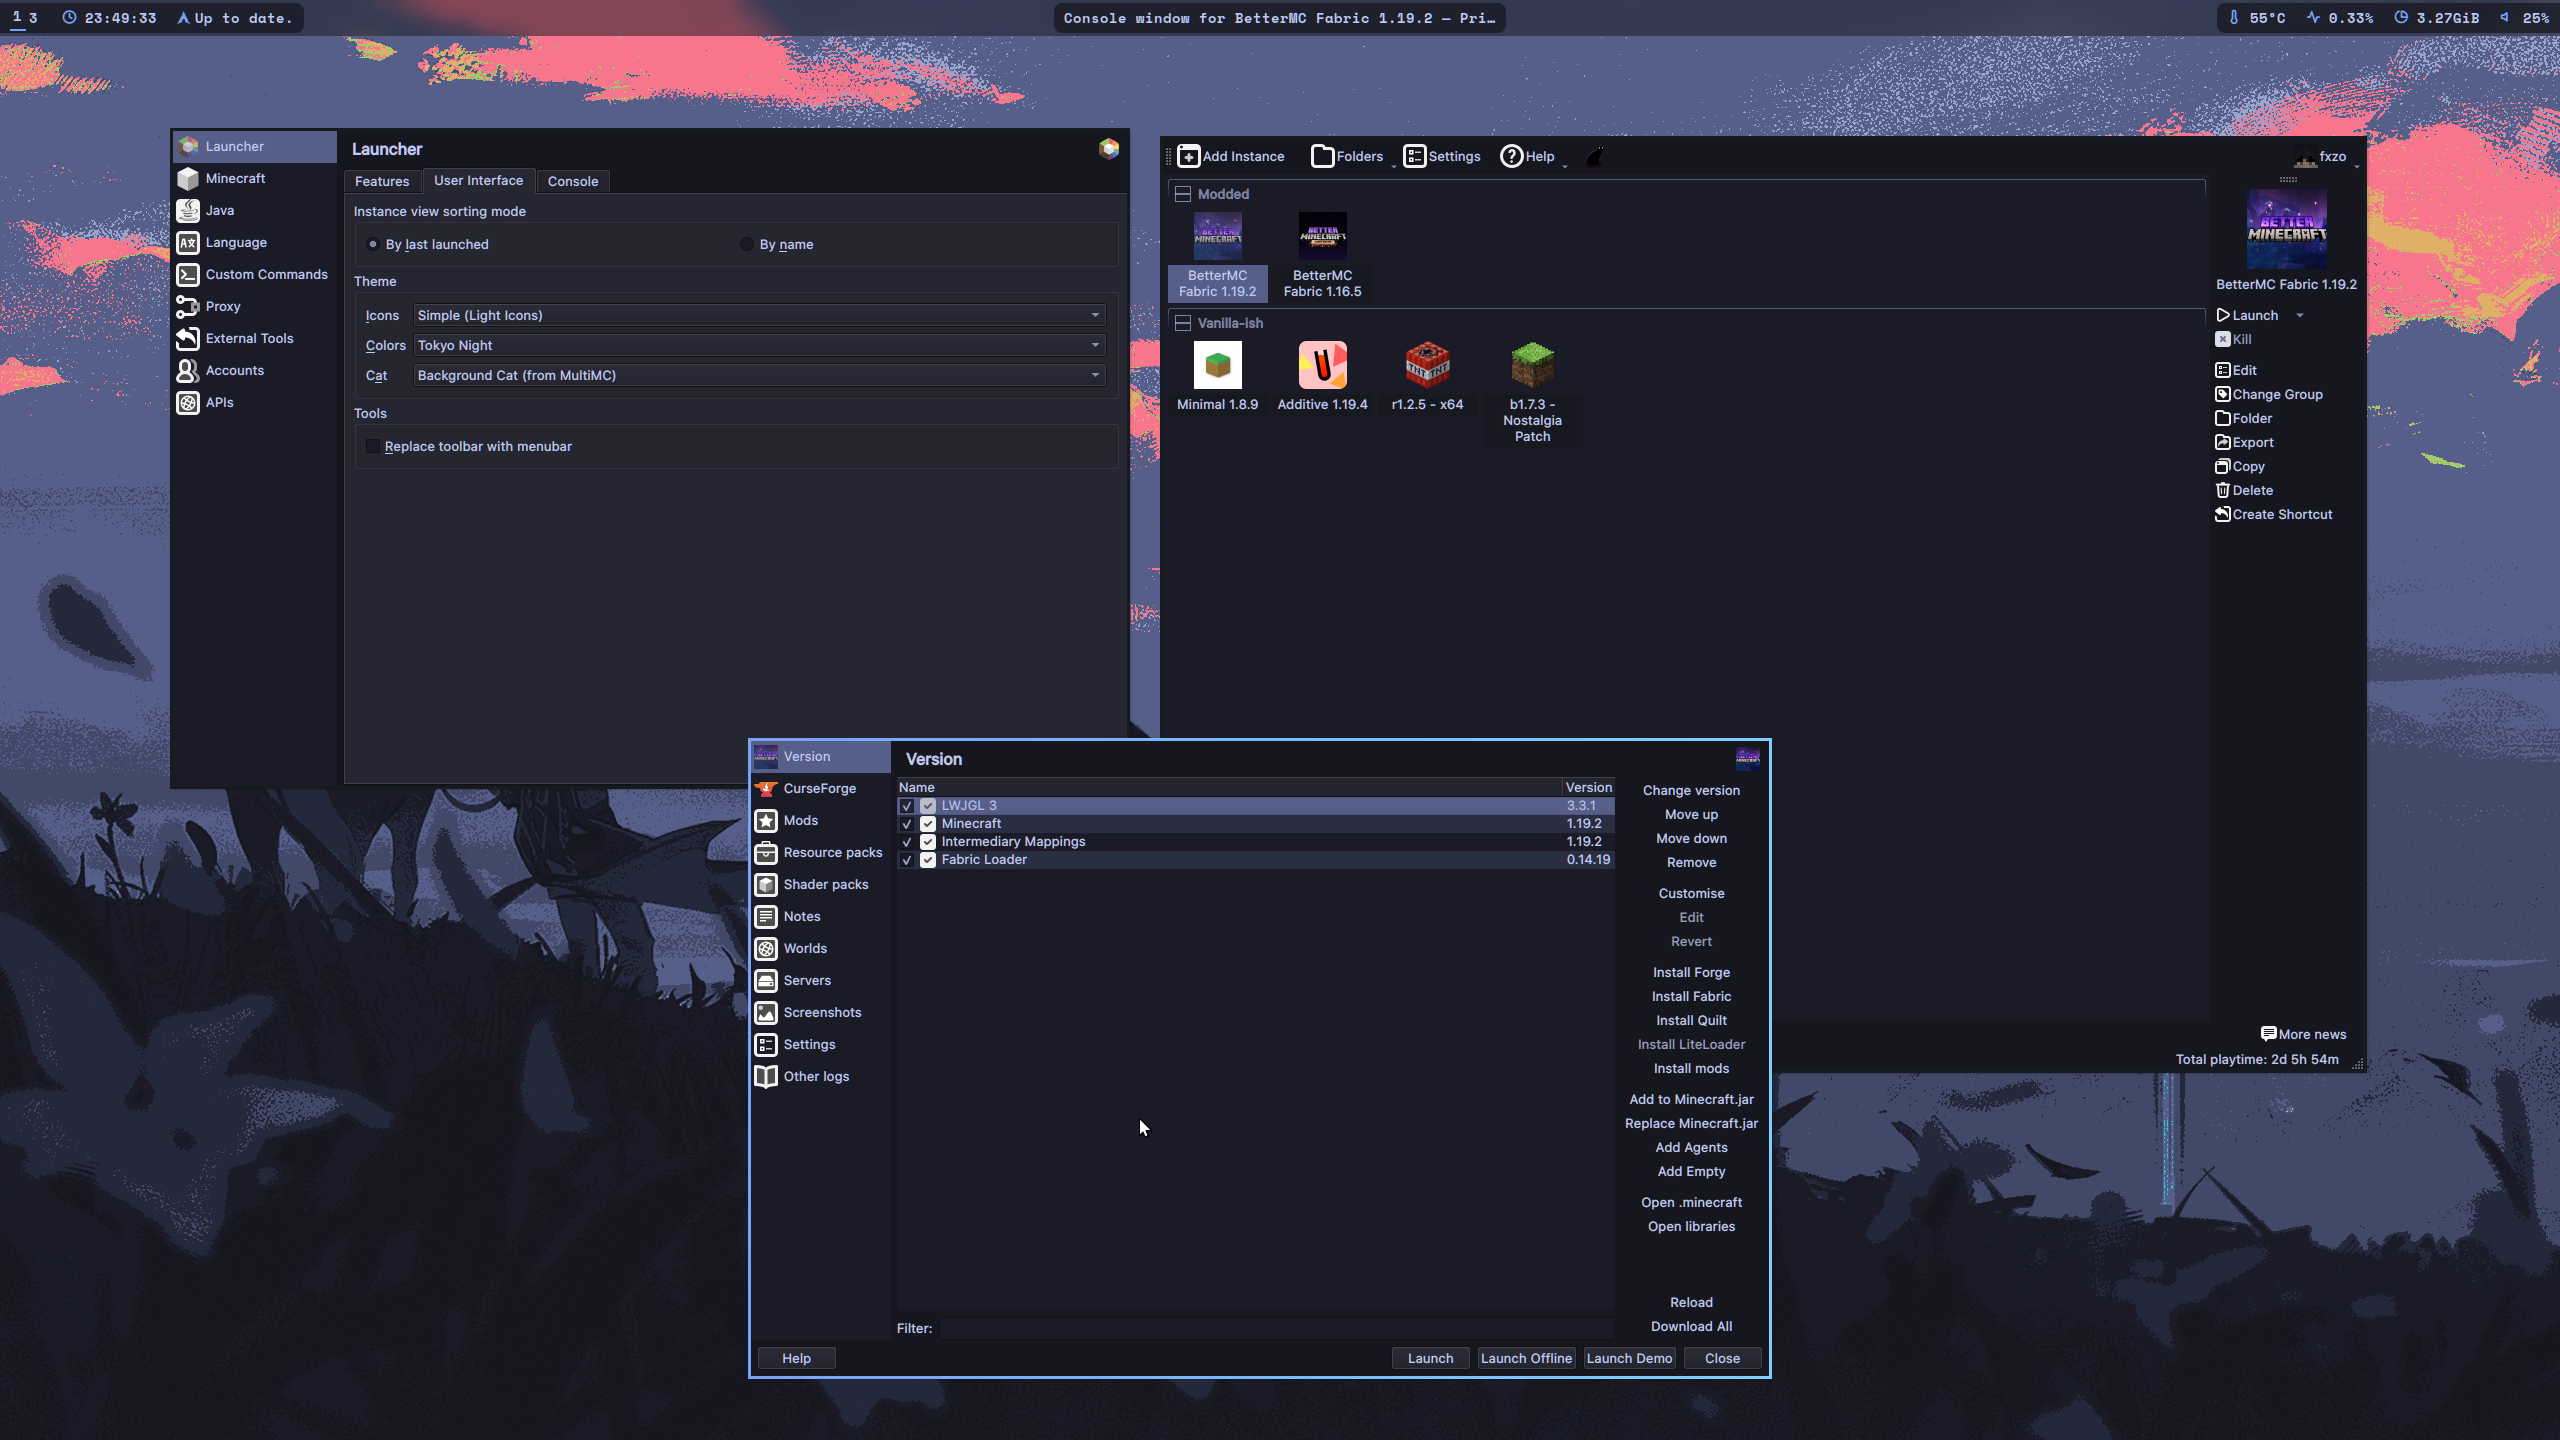 1 3 23:49:33 Up to date.
Console window for BetterMC Fabric 1.19.2 — Pri…
55°C 0.33% 3.27GiB 25%
Launcher
Minecraft
Java
Language
Custom Commands
Proxy
External Tools
Accounts
APIs
Launcher
Features User Interface Console
Instance view sorting mode
By last launched By name
Theme
Icons Simple (Light Icons)
Colors Tokyo Night
Cat Background Cat (from MultiMC)
Tools
Replace toolbar with menubar
Add Instance Folders Settings Help fxzo
Modded
BetterMC
Fabric 1.19.2
BETTER
MINECRAFT
BetterMC
Fabric 1.16.5
Vanilla-ish
Minimal 1.8.9
Additive 1.19.4
TNT TNT
r1.2.5 - x64
b1.7.3 -
Nostalgia
Patch
BETTER
MINECRAFT
BetterMC Fabric 1.19.2
Launch
Kill
Edit
Change Group
Folder
Export
Copy
Delete
Create Shortcut
More news
Total playtime: 2d 5h 54m
Version
CurseForge
Mods
Resource packs
Shader packs
Notes
Worlds
Servers
Screenshots
Settings
Other logs
Version
Name Version
LWJGL 3 3.3.1
Minecraft 1.19.2
Intermediary Mappings 1.19.2
Fabric Loader 0.14.19
Change version
Move up
Move down
Remove
Customise
Edit
Revert
Install Forge
Install Fabric
Install Quilt
Install LiteLoader
Install mods
Add to Minecraft.jar
Replace Minecraft.jar
Add Agents
Add Empty
Open .minecraft
Open libraries
Reload
Download All
Filter:
Help Launch Launch Offline Launch Demo Close